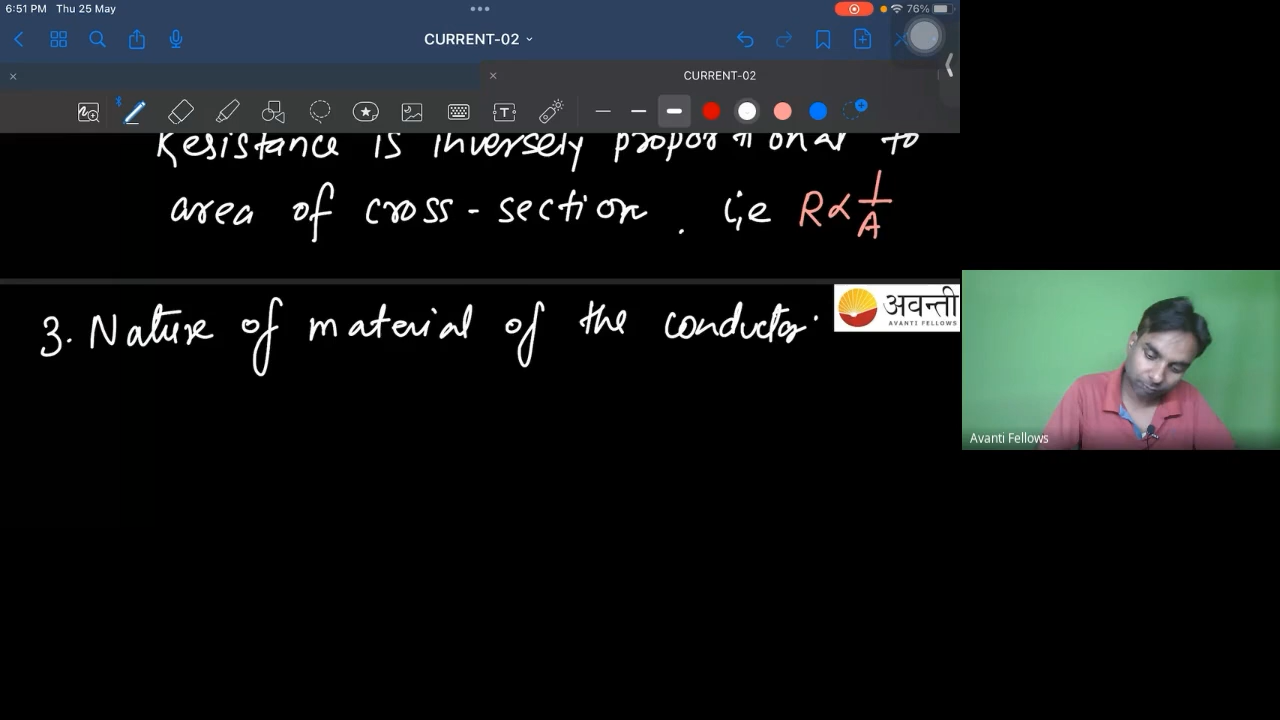 6:51 PM Thu 25 May
76%
CURRENT-02
CURRENT-02
T
Resistance is inversely proportional to
area of cross-section. i,e R∝1/A
3. Nature of material of the conductor.
अवन्ती
AVANTI FELLOWS
Avanti Fellows